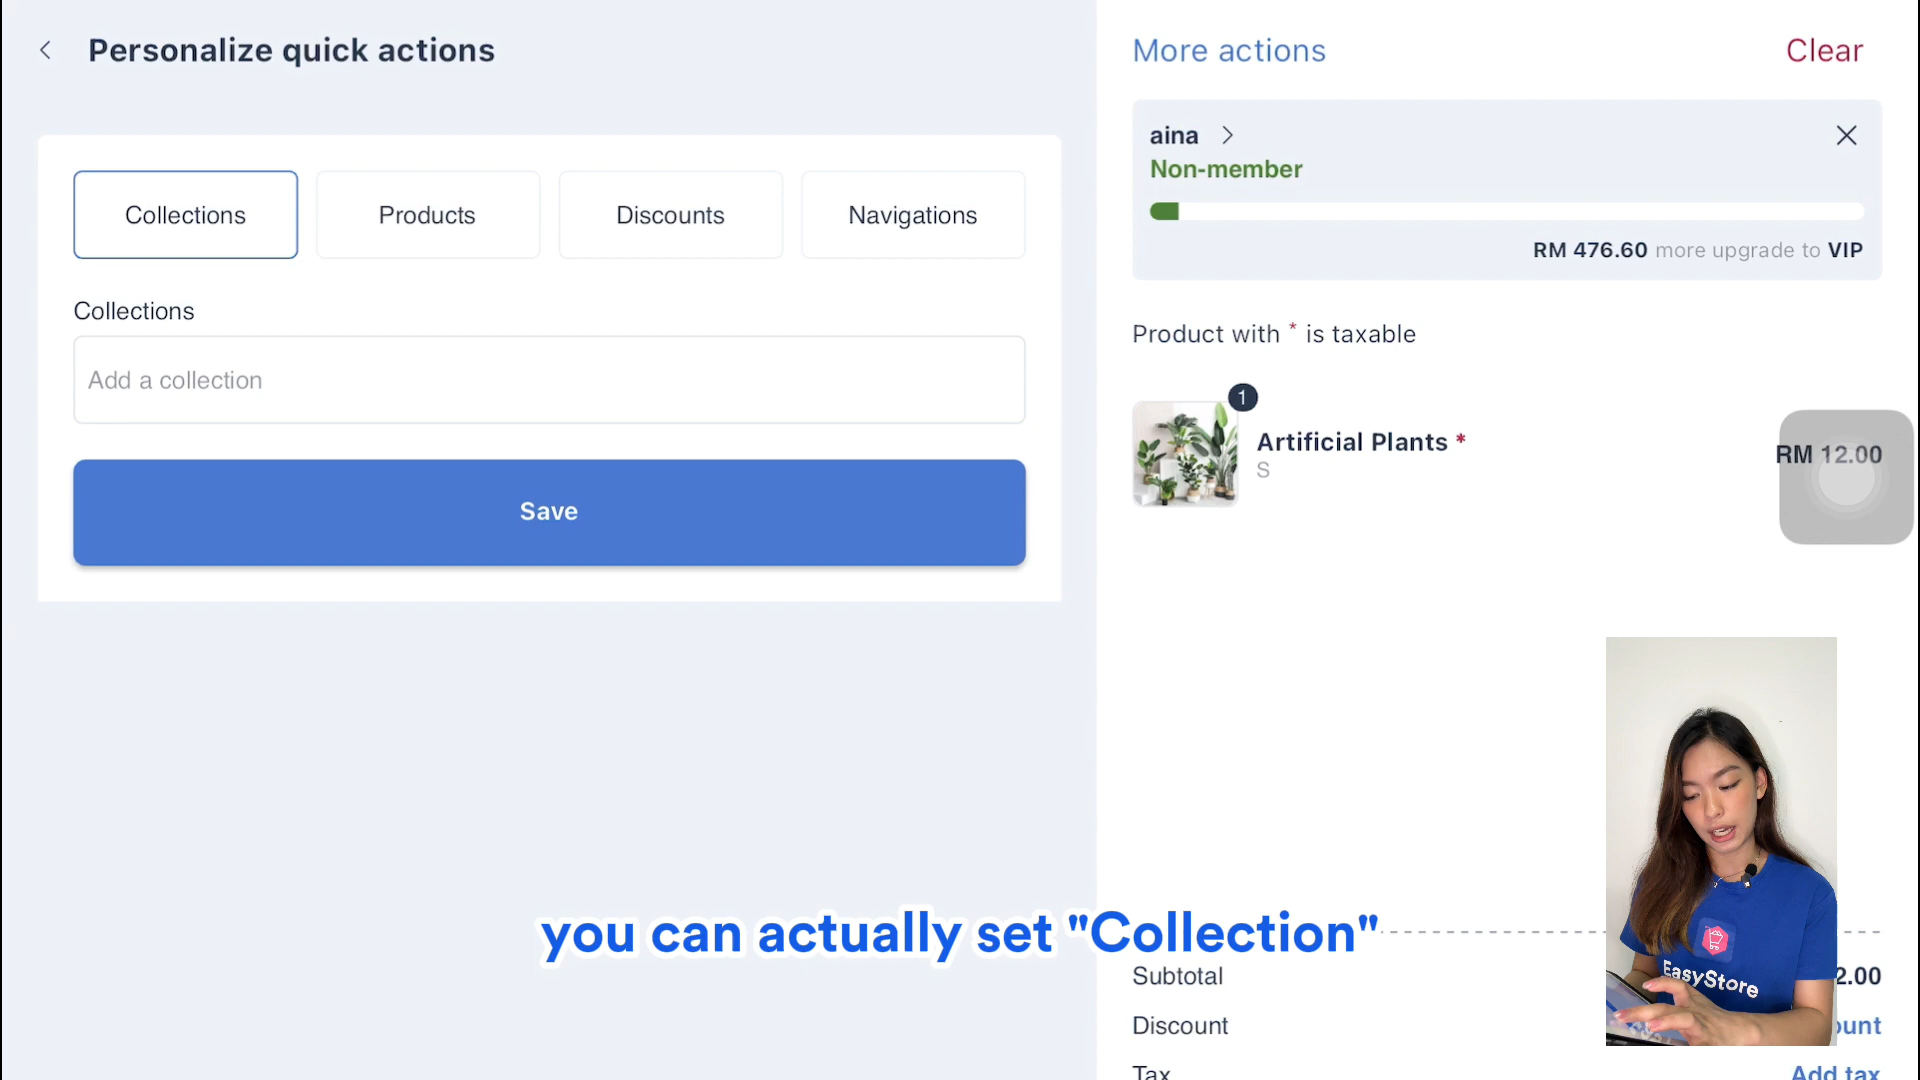 Personalize quick actions
Collections
Products
Discounts
Navigations
Collections
Add a collection
Save
More actions
Clear
aina
Non-member
RM 476.60 more upgrade to VIP
Product with * is taxable
1
Artificial Plants *
S
RM 12.00
you can actually set "Collection"
Subtotal
2.00
Discount
ount
Tax
Add tax
EasyStore